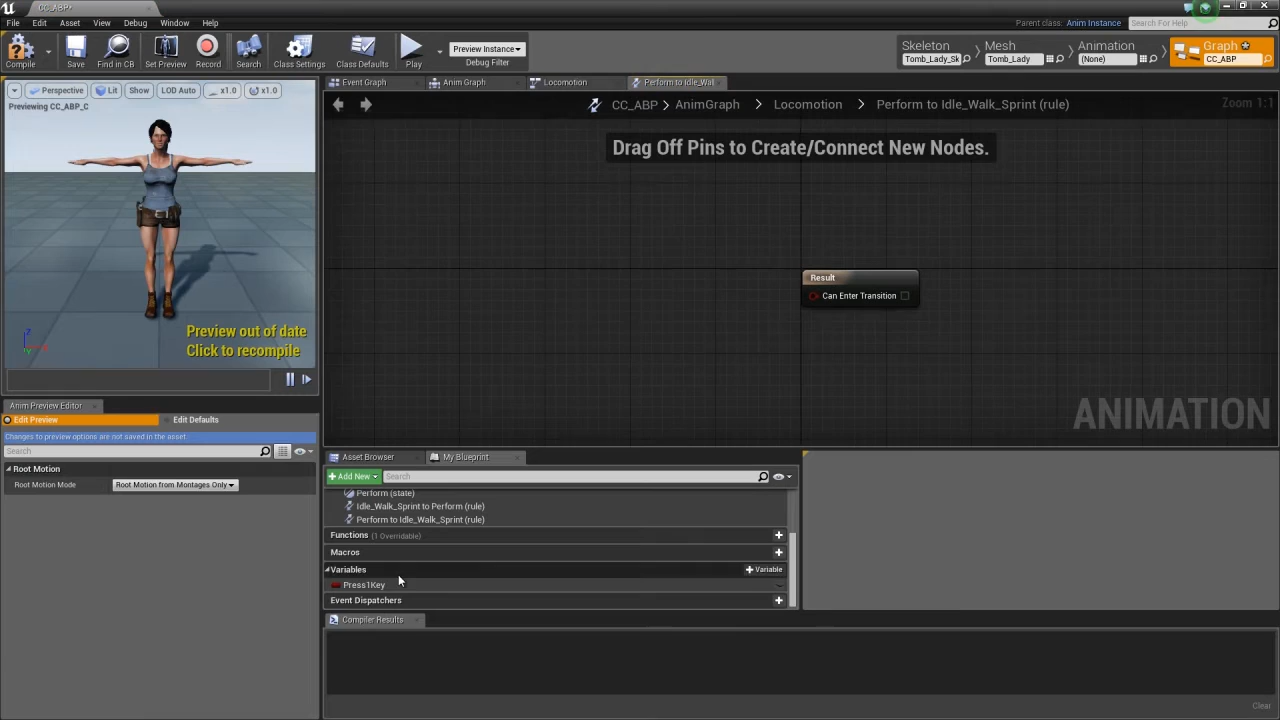 CC_ABP*
File Edit Asset View Debug Window Help
Parent class: Anim Instance Search For Help
Compile Save Find in CB Set Preview Record Search Class Settings Class Defaults Play
Preview Instance
Debug Filter
Skeleton Mesh Animation Graph
Tomb_Lady_Sk Tomb_Lady (None) CC_ABP
Perspective Lit Show LOD Auto x1.0 x1.0
Previewing CC_ABP_C
Preview out of date
Click to recompile
Event Graph Anim Graph Locomotion Perform to Idle_Wal
CC_ABP > AnimGraph > Locomotion > Perform to Idle_Walk_Sprint (rule)
Zoom 1:1
Drag Off Pins to Create/Connect New Nodes.
Result
Can Enter Transition
ANIMATION
Anim Preview Editor
Edit Preview Edit Defaults
Changes to preview options are not saved in the asset.
Search
Root Motion
Root Motion Mode Root Motion from Montages Only
Asset Browser My Blueprint
+ Add New Search
Perform (state)
Idle_Walk_Sprint to Perform (rule)
Perform to Idle_Walk_Sprint (rule)
Functions (1 Overridable)
Macros
Variables + Variable
Press1Key
Event Dispatchers
Compiler Results
Clear